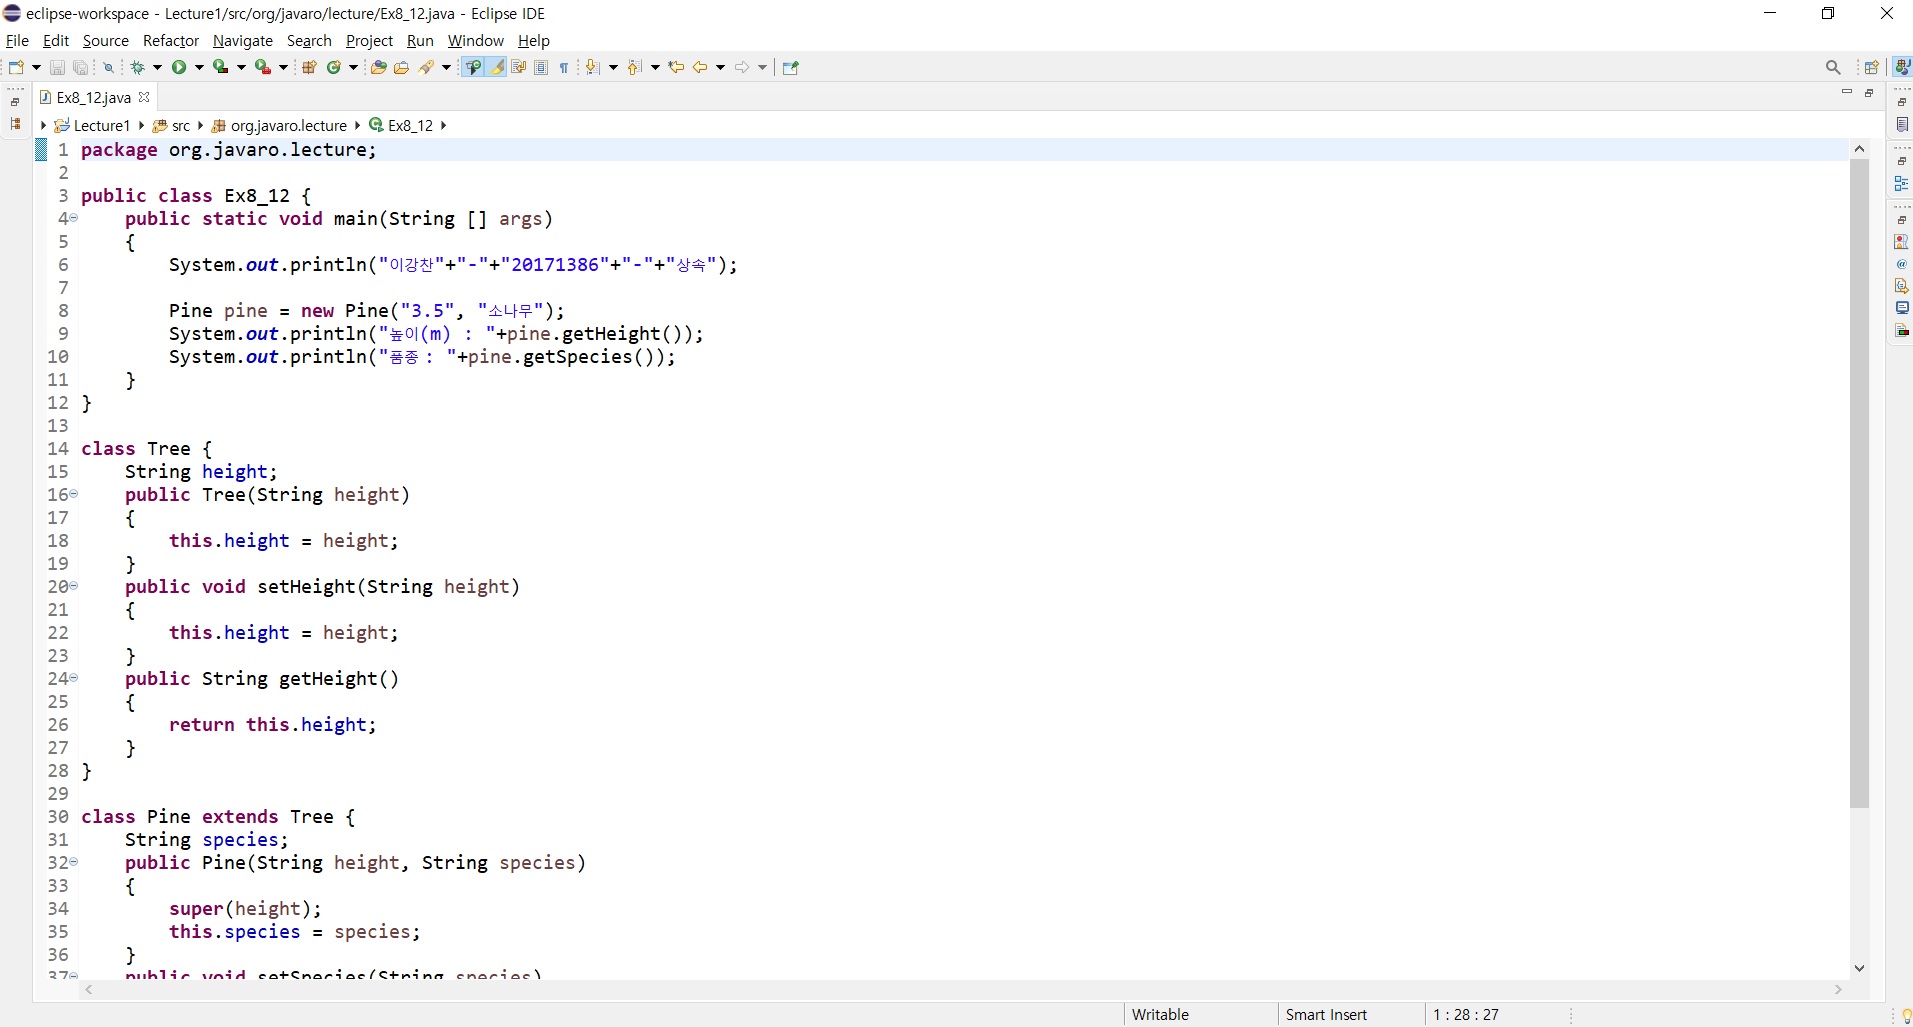 eclipse-workspace - Lecture1/src/org/javaro/lecture/Ex8_12.java - Eclipse IDE
File Edit Source Refactor Navigate Search Project Run Window Help
Ex8_12.java
Lecture1 src org.javaro.lecture Ex8_12
1 package org.javaro.lecture;
2
3 public class Ex8_12 {
4 public static void main(String [] args)
5 {
6 System.out.println("이강찬"+"-"+"20171386"+"-"+"상속");
7
8 Pine pine = new Pine("3.5", "소나무");
9 System.out.println("높이(m) : "+pine.getHeight());
10 System.out.println("품종 : "+pine.getSpecies());
11 }
12 }
13
14 class Tree {
15 String height;
16 public Tree(String height)
17 {
18 this.height = height;
19 }
20 public void setHeight(String height)
21 {
22 this.height = height;
23 }
24 public String getHeight()
25 {
26 return this.height;
27 }
28 }
29
30 class Pine extends Tree {
31 String species;
32 public Pine(String height, String species)
33 {
34 super(height);
35 this.species = species;
36 }
37 public void setSpecies(String species)
Writable Smart Insert 1 : 28 : 27